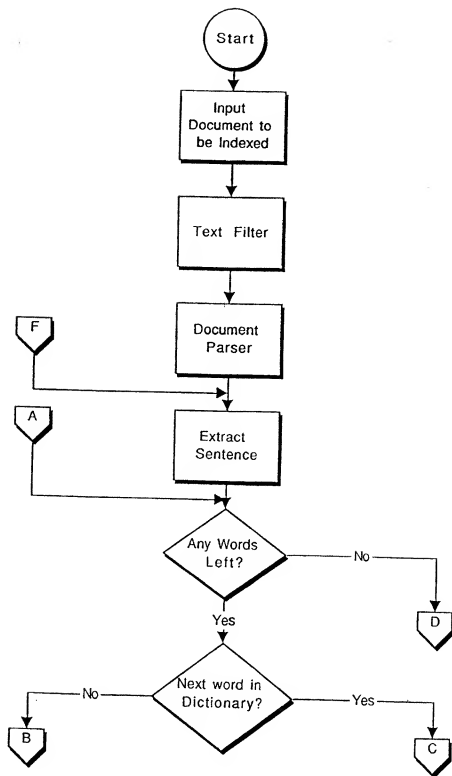 Start
Input
Document to
be Indexed
Text Filter
Document
Parser
F
A
Extract
Sentence
Any Words
Left?
No
D
Yes
Next word in
Dictionary?
No
Yes
B
C